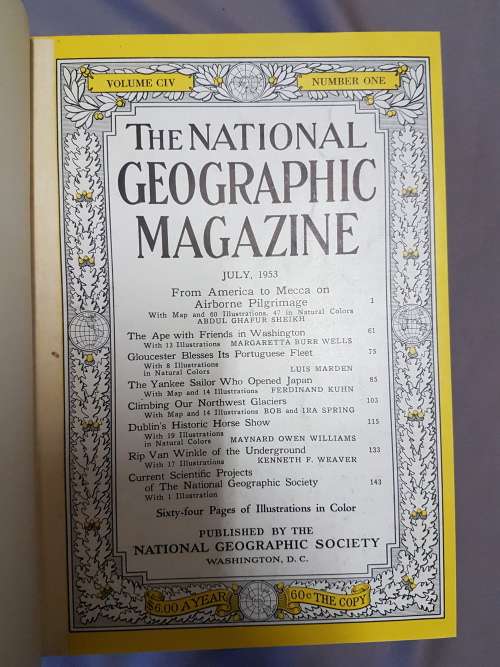 VOLUME CIV NUMBER ONE
THE NATIONAL
GEOGRAPHIC
MAGAZINE
JULY, 1953
From America to Mecca on
Airborne Pilgrimage 1
With Map and 60 Illustrations, 47 in Natural Colors
ABDUL GHAFUR SHEIKH
The Ape with Friends in Washington 61
With 13 Illustrations MARGARETTA BURR WELLS
Gloucester Blesses Its Portuguese Fleet 75
With 8 Illustrations
in Natural Colors LUIS MARDEN
The Yankee Sailor Who Opened Japan 85
With Map and 14 Illustrations FERDINAND KUHN
Climbing Our Northwest Glaciers 103
With Map and 14 Illustrations BOB and IRA SPRING
Dublin's Historic Horse Show 115
With 19 Illustrations
in Natural Colors MAYNARD OWEN WILLIAMS
Rip Van Winkle of the Underground 133
With 17 Illustrations KENNETH F. WEAVER
Current Scientific Projects
of The National Geographic Society 143
With 1 Illustration
Sixty-four Pages of Illustrations in Color
PUBLISHED BY THE
NATIONAL GEOGRAPHIC SOCIETY
WASHINGTON, D. C.
$6.00 A YEAR 60¢ THE COPY